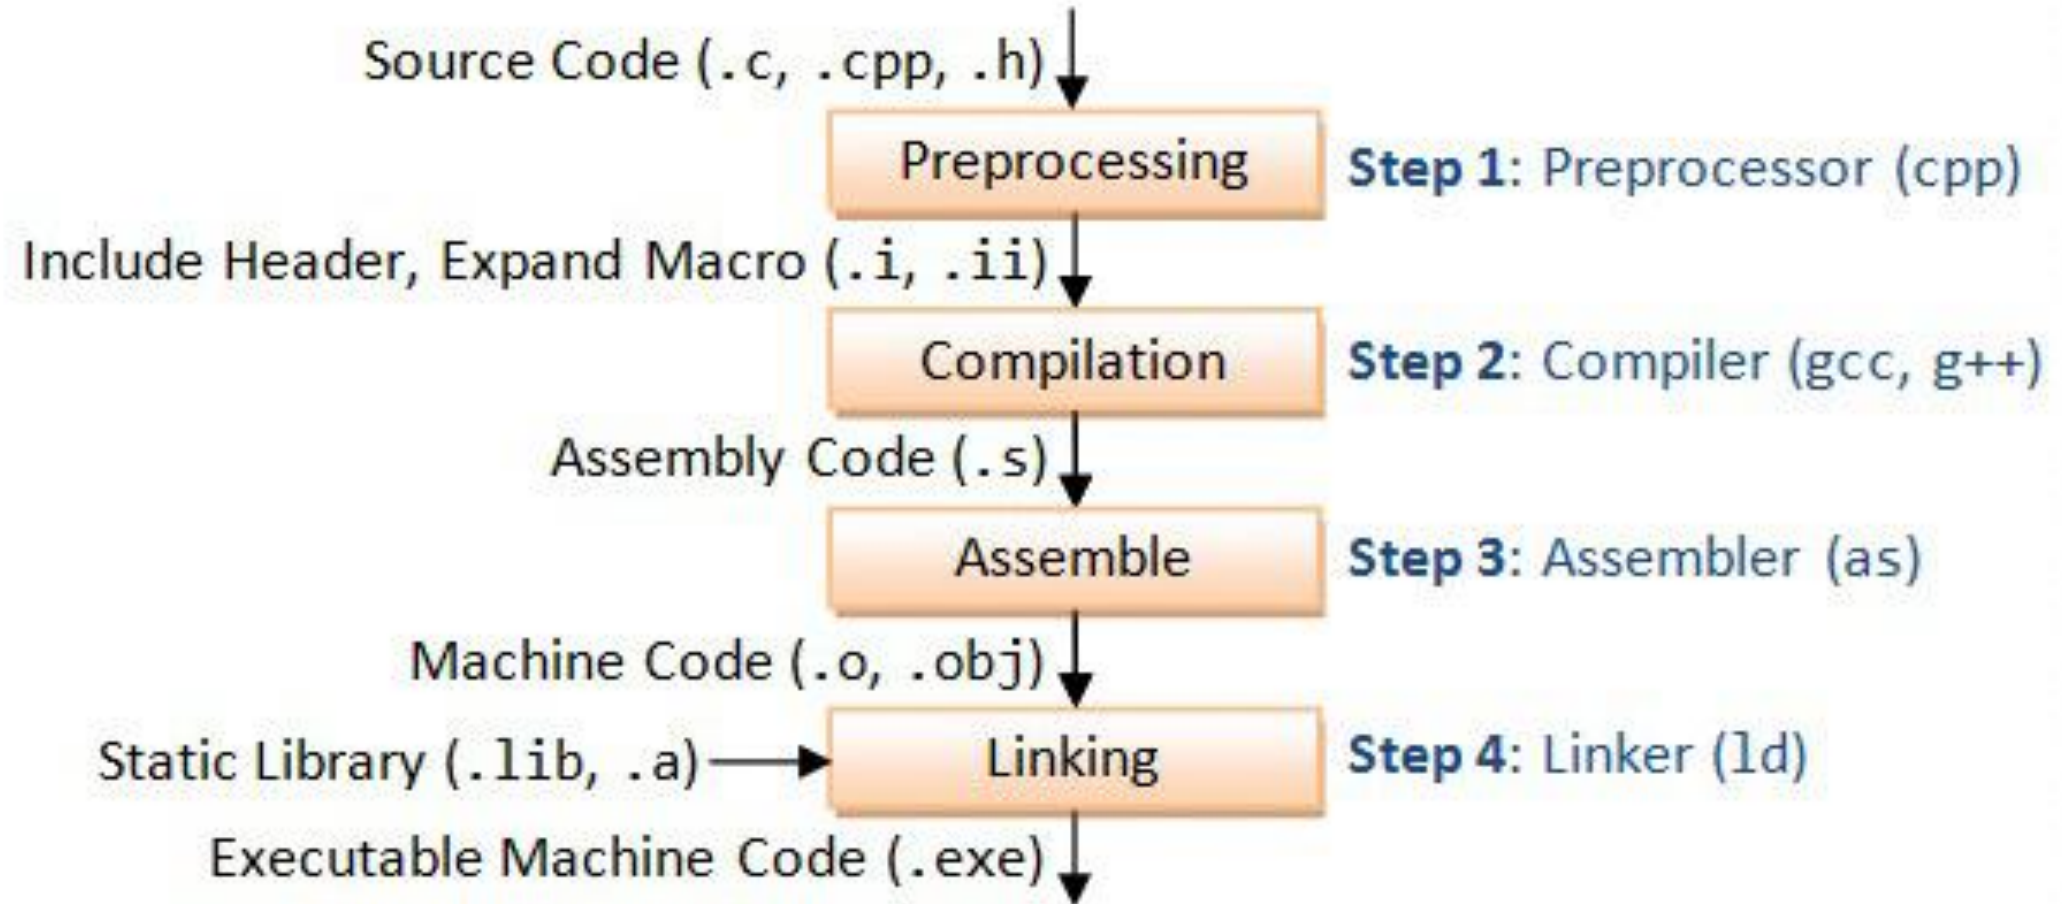 Source Code (.c, .cpp, .h)
Preprocessing
Step 1: Preprocessor (cpp)
Include Header, Expand Macro (.i, .ii)
Compilation
Step 2: Compiler (gcc, g++)
Assembly Code (.s)
Assemble
Step 3: Assembler (as)
Machine Code (.o, .obj)
Static Library (.lib, .a)
Linking
Step 4: Linker (ld)
Executable Machine Code (.exe)